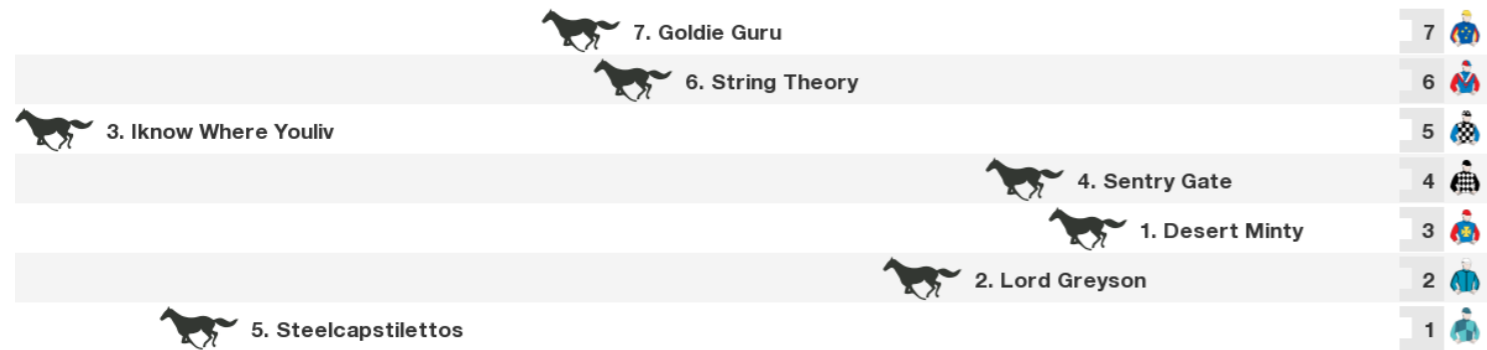 7. Goldie Guru 7
6. String Theory 6
3. Iknow Where Youliv 5
4. Sentry Gate 4
1. Desert Minty 3
2. Lord Greyson 2
5. Steelcapstilettos 1